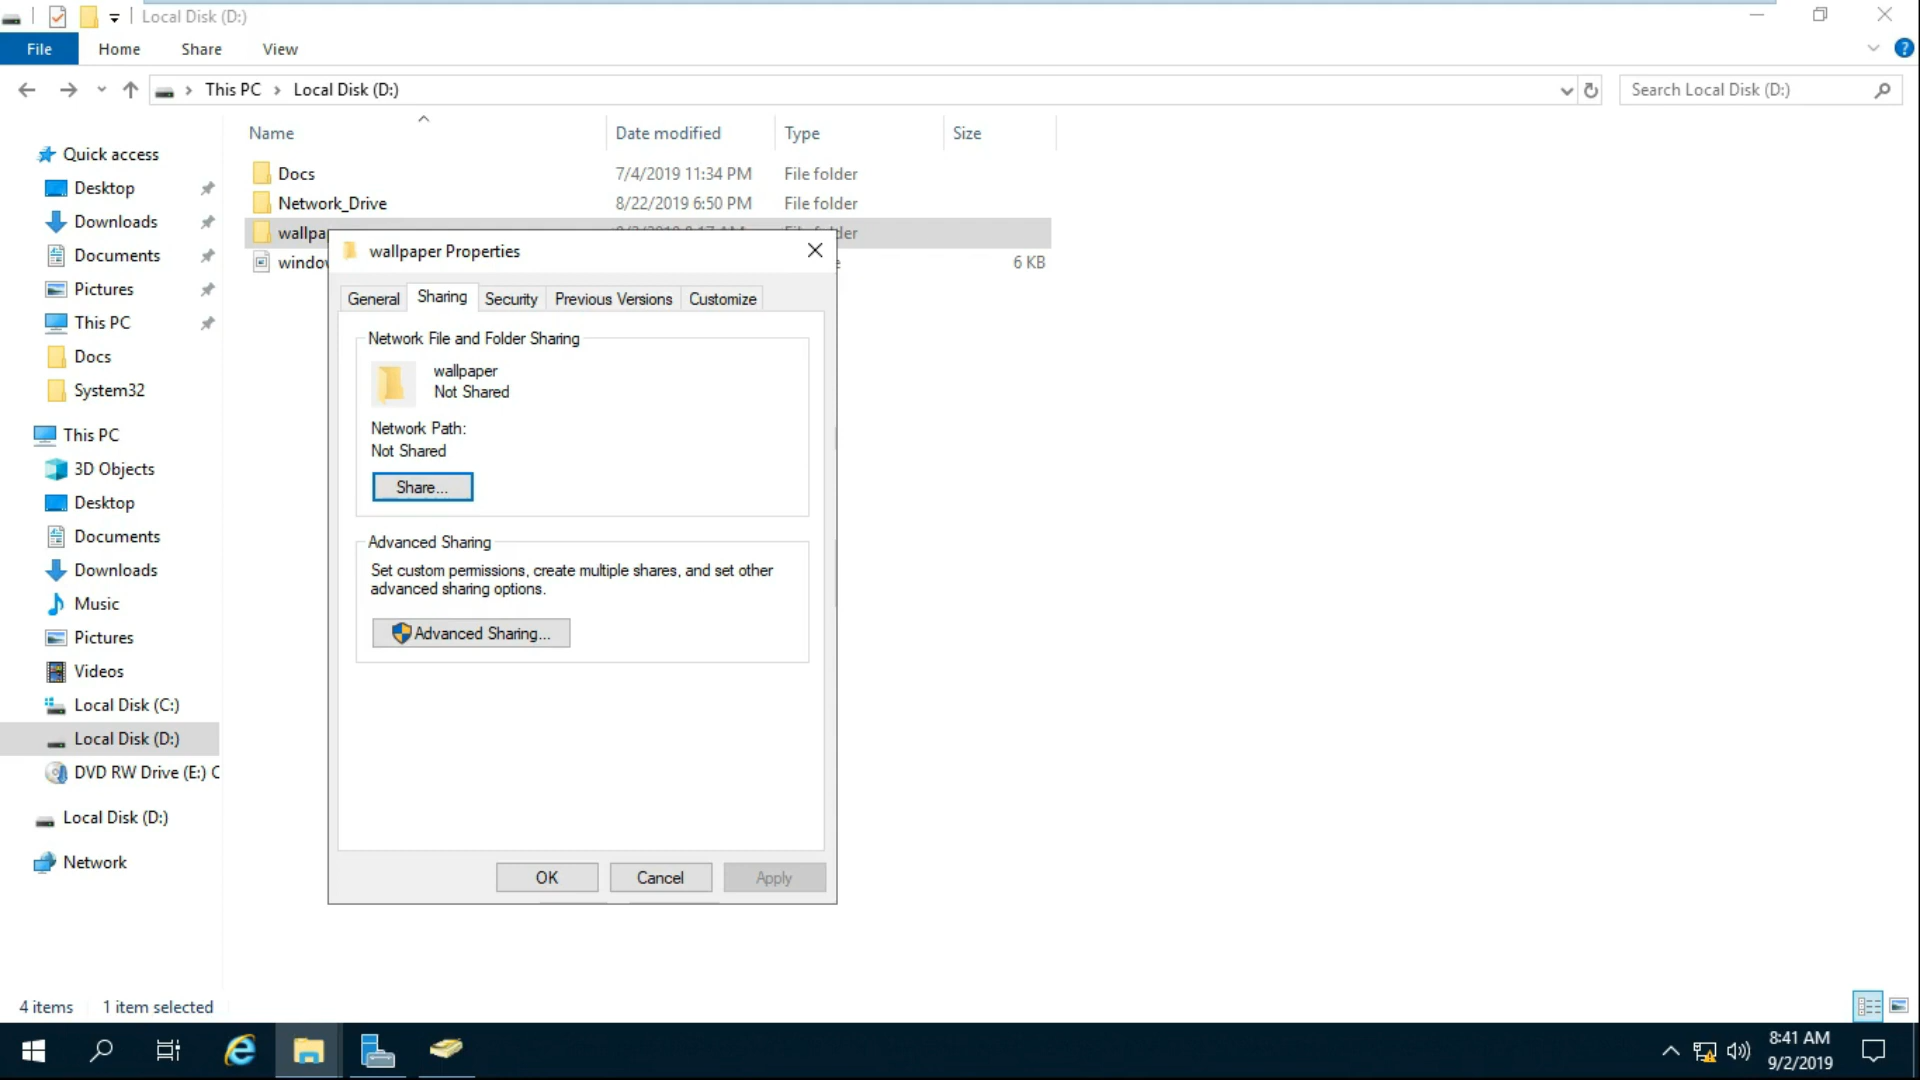 Local Disk (D:)
File Home Share View
This PC Local Disk (D:)
Search Local Disk (D:)
Name Date modified Type Size
Quick access
Desktop
Downloads
Documents
Pictures
This PC
Docs
System32
This PC
3D Objects
Desktop
Documents
Downloads
Music
Pictures
Videos
Local Disk (C:)
Local Disk (D:)
DVD RW Drive (E:) C
Local Disk (D:)
Network
Docs 7/4/2019 11:34 PM File folder
Network_Drive 8/22/2019 6:50 PM File folder
wallpa der
window e 6 KB
wallpaper Properties
General Sharing Security Previous Versions Customize
Network File and Folder Sharing
wallpaper
Not Shared
Network Path:
Not Shared
Share...
Advanced Sharing
Set custom permissions, create multiple shares, and set other
advanced sharing options.
Advanced Sharing...
OK Cancel Apply
4 items 1 item selected
8:41 AM
9/2/2019